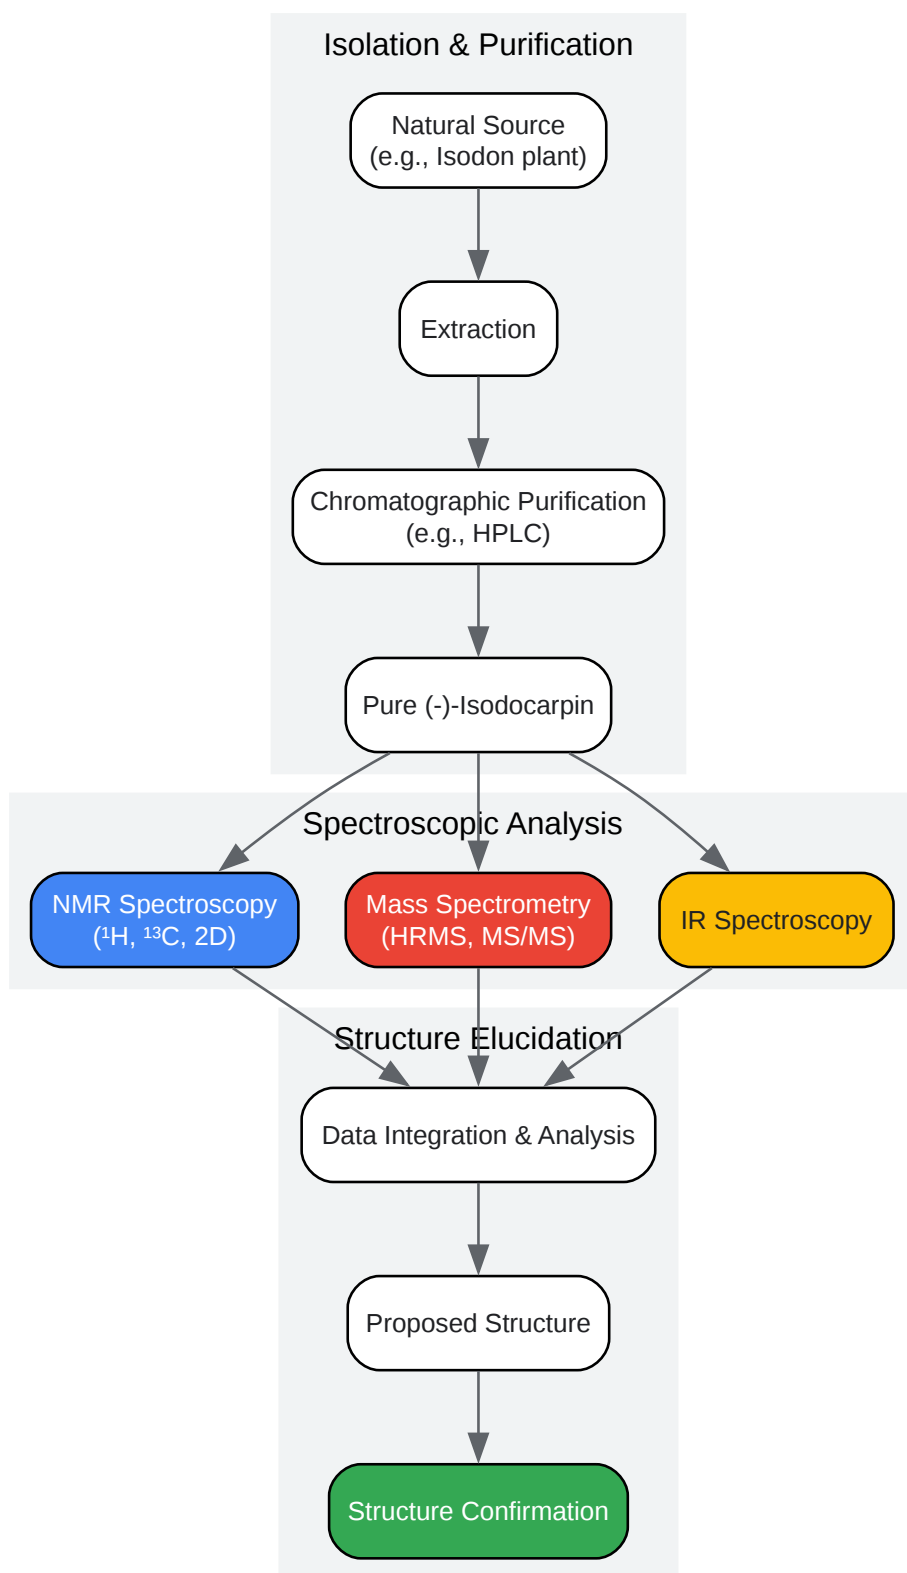 Isolation & Purification
Natural Source
(e.g., Isodon plant)
Extraction
Chromatographic Purification
(e.g., HPLC)
Pure (-)-Isodocarpin
Spectroscopic Analysis
NMR Spectroscopy
(¹H, ¹³C, 2D)
Mass Spectrometry
(HRMS, MS/MS)
IR Spectroscopy
Structure Elucidation
Data Integration & Analysis
Proposed Structure
Structure Confirmation